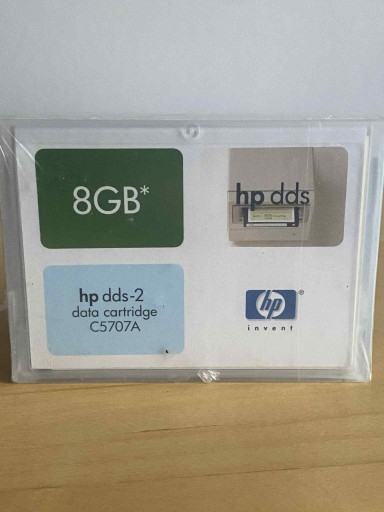 8GB*
hp dds
hp dds-2
data cartridge
C5707A
hp®
invent